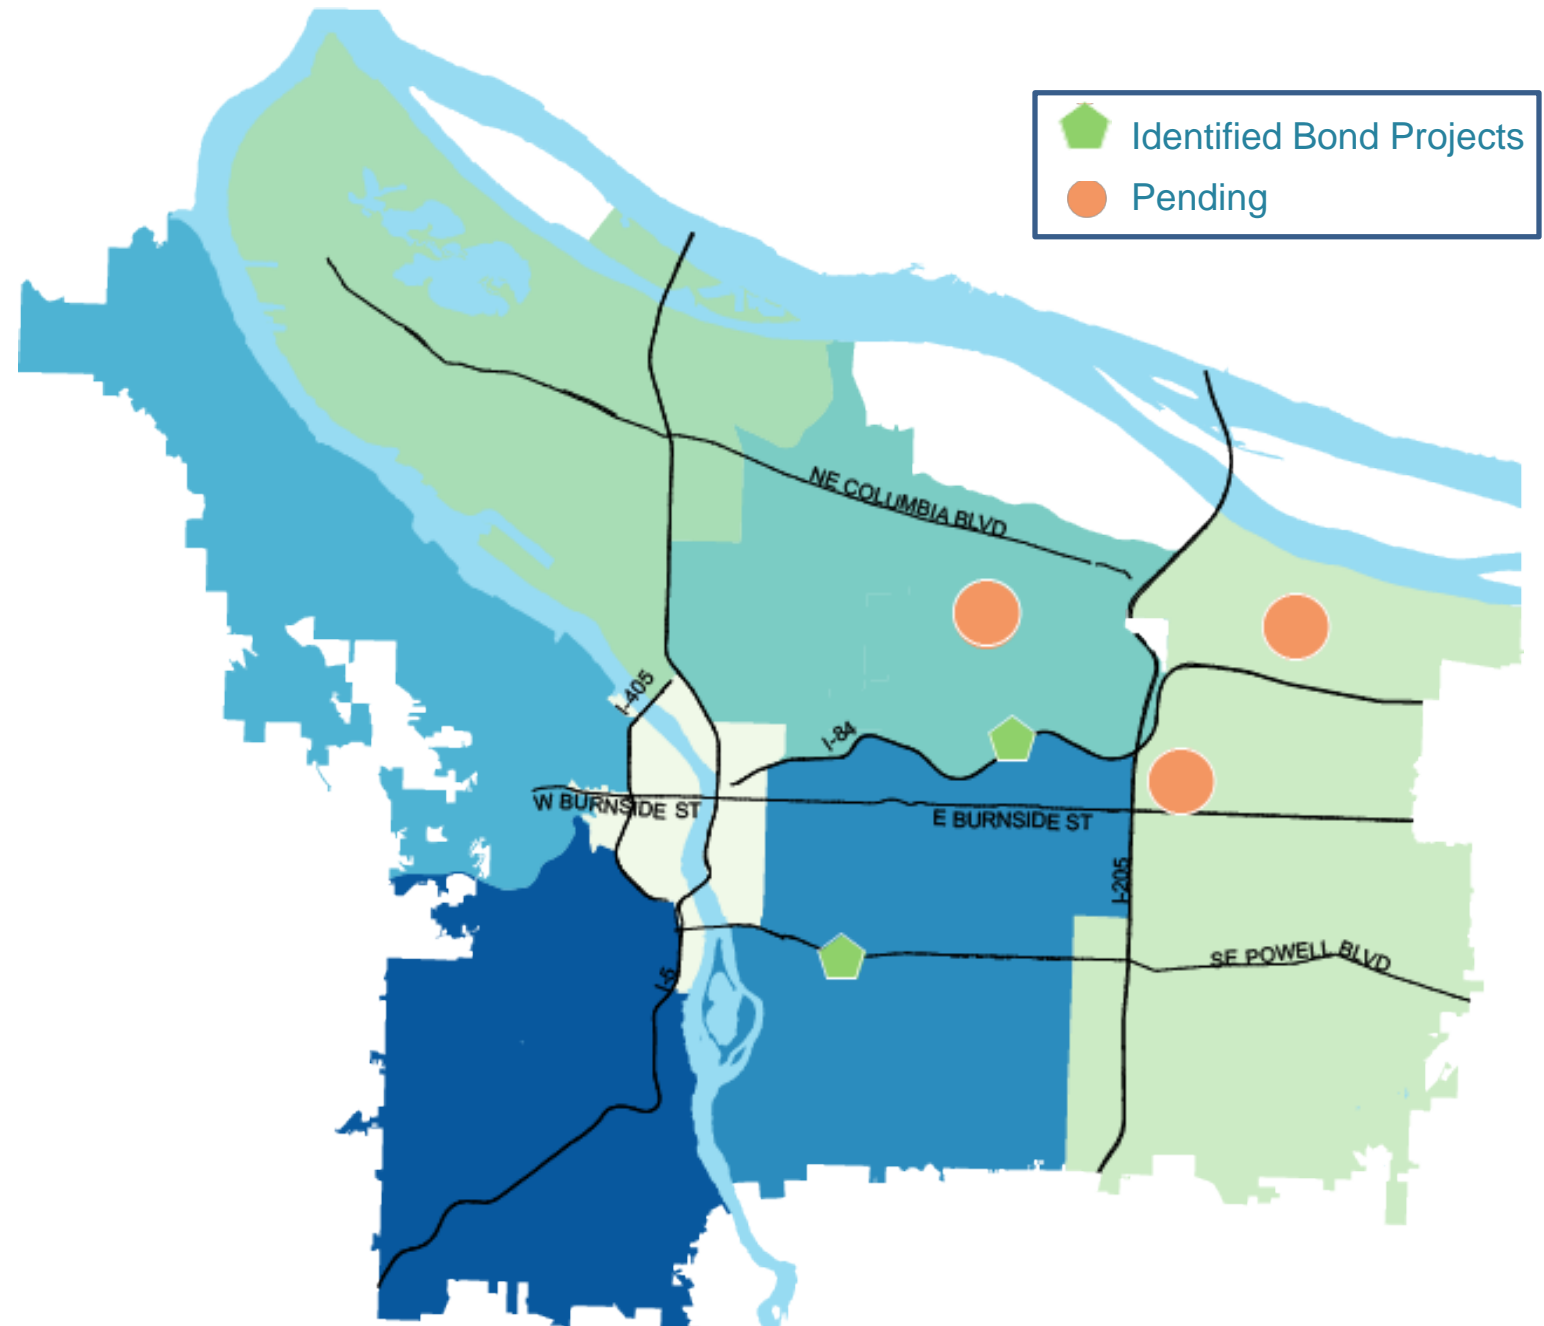 Identified Bond Projects
Pending
NE COLUMBIA BLVD
I-405
I-84
W BURNSIDE ST
E BURNSIDE ST
I-205
SE POWELL BLVD
I-5